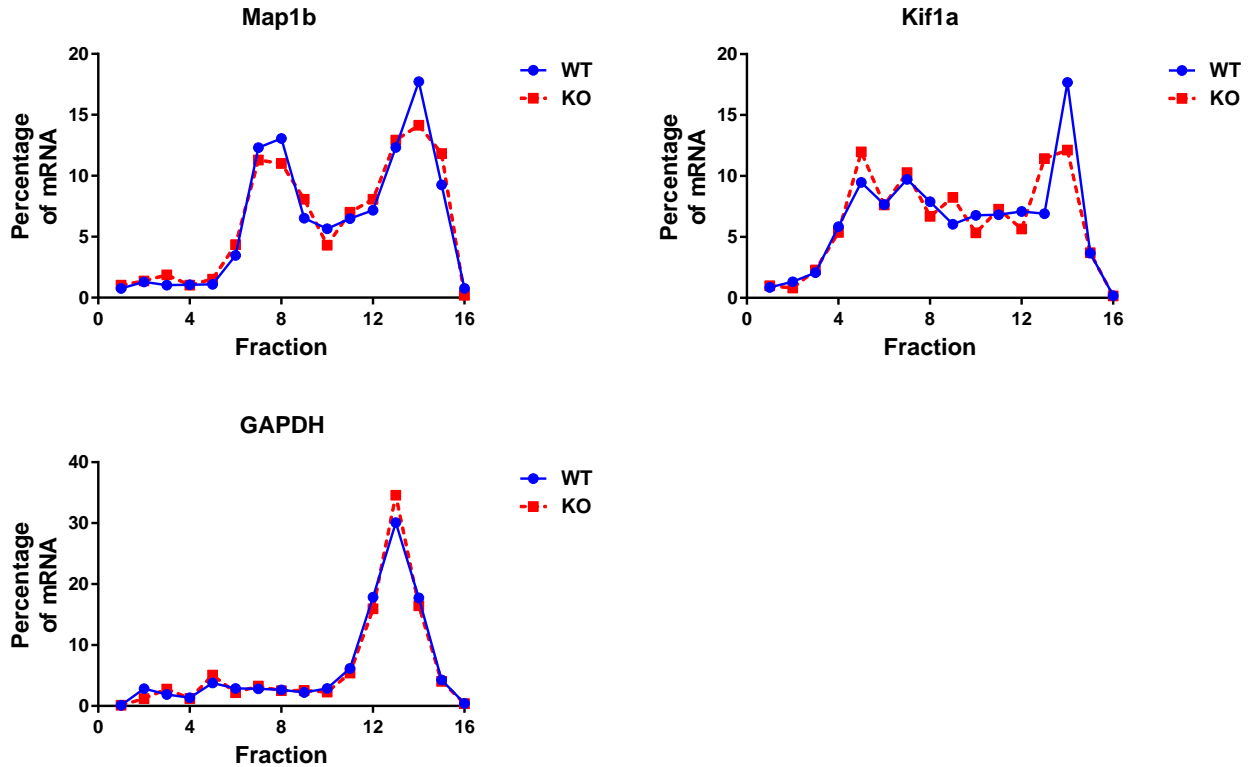 Map1b
20
15
10
5
0
Percentage
of mRNA
0 4 8 12 16
Fraction
WT
KO
Kif1a
20
15
10
5
0
Percentage
of mRNA
0 4 8 12 16
Fraction
WT
KO
GAPDH
40
30
20
10
0
Percentage
of mRNA
0 4 8 12 16
Fraction
WT
KO